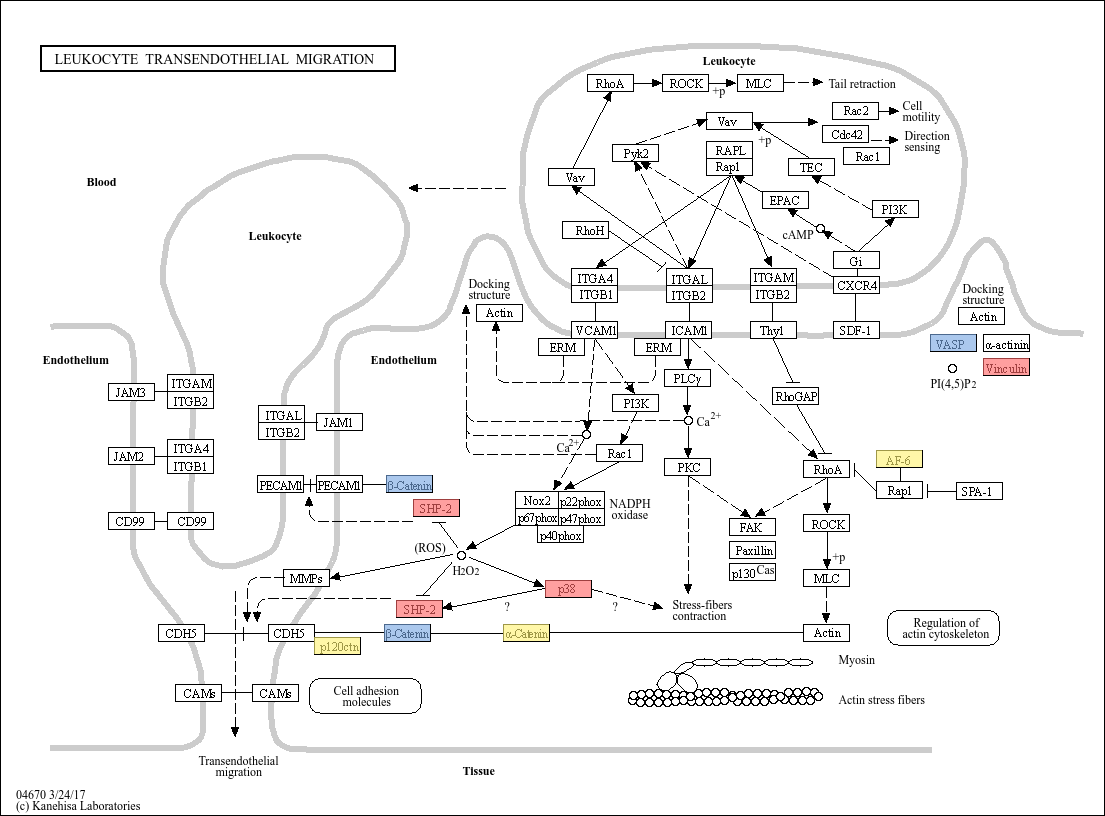 LEUKOCYTE TRANSENDOTHELIAL MIGRATION
Leukocyte
RhoA
ROCK
+p
MLC
Tail retraction
Vav
+p
Rac2
Cell
motility
Cdc42
Direction
sensing
Rac1
Pyk2
RAPL
Rap1
TEC
Vav
EPAC
PI3K
cAMP
RhoH
Gi
Blood
Leukocyte
ITGA4
ITGB1
ITGAL
ITGB2
ITGAM
ITGB2
CXCR4
Docking
structure
Actin
VCAM1
ICAM1
Thy1
SDF-1
Docking
structure
Actin
VASP
α-actinin
Vinculin
PI(4,5)P2
ERM
ERM
Endothelium
Endothelium
PLCγ
PI3K
RhoGAP
Ca2+
Ca2+
Rac1
PKC
RhoA
AF-6
Rap1
SPA-1
JAM3
ITGAM
ITGB2
ITGAL
ITGB2
JAM1
JAM2
ITGA4
ITGB1
PECAM1
PECAM1
β-Catenin
SHP-2
CD99
CD99
Nox2
p22phox
p67phox
p47phox
p40phox
NADPH
oxidase
FAK
Paxillin
p130Cas
ROCK
+p
MLC
(ROS)
H2O2
MMPs
p38
SHP-2
?
?
Stress-fibers
contraction
CDH5
CDH5
p120ctn
β-Catenin
α-Catenin
Actin
Regulation of
actin cytoskeleton
Myosin
Actin stress fibers
CAMs
CAMs
Cell adhesion
molecules
Transendothelial
migration
Tissue
04670 3/24/17
(c) Kanehisa Laboratories